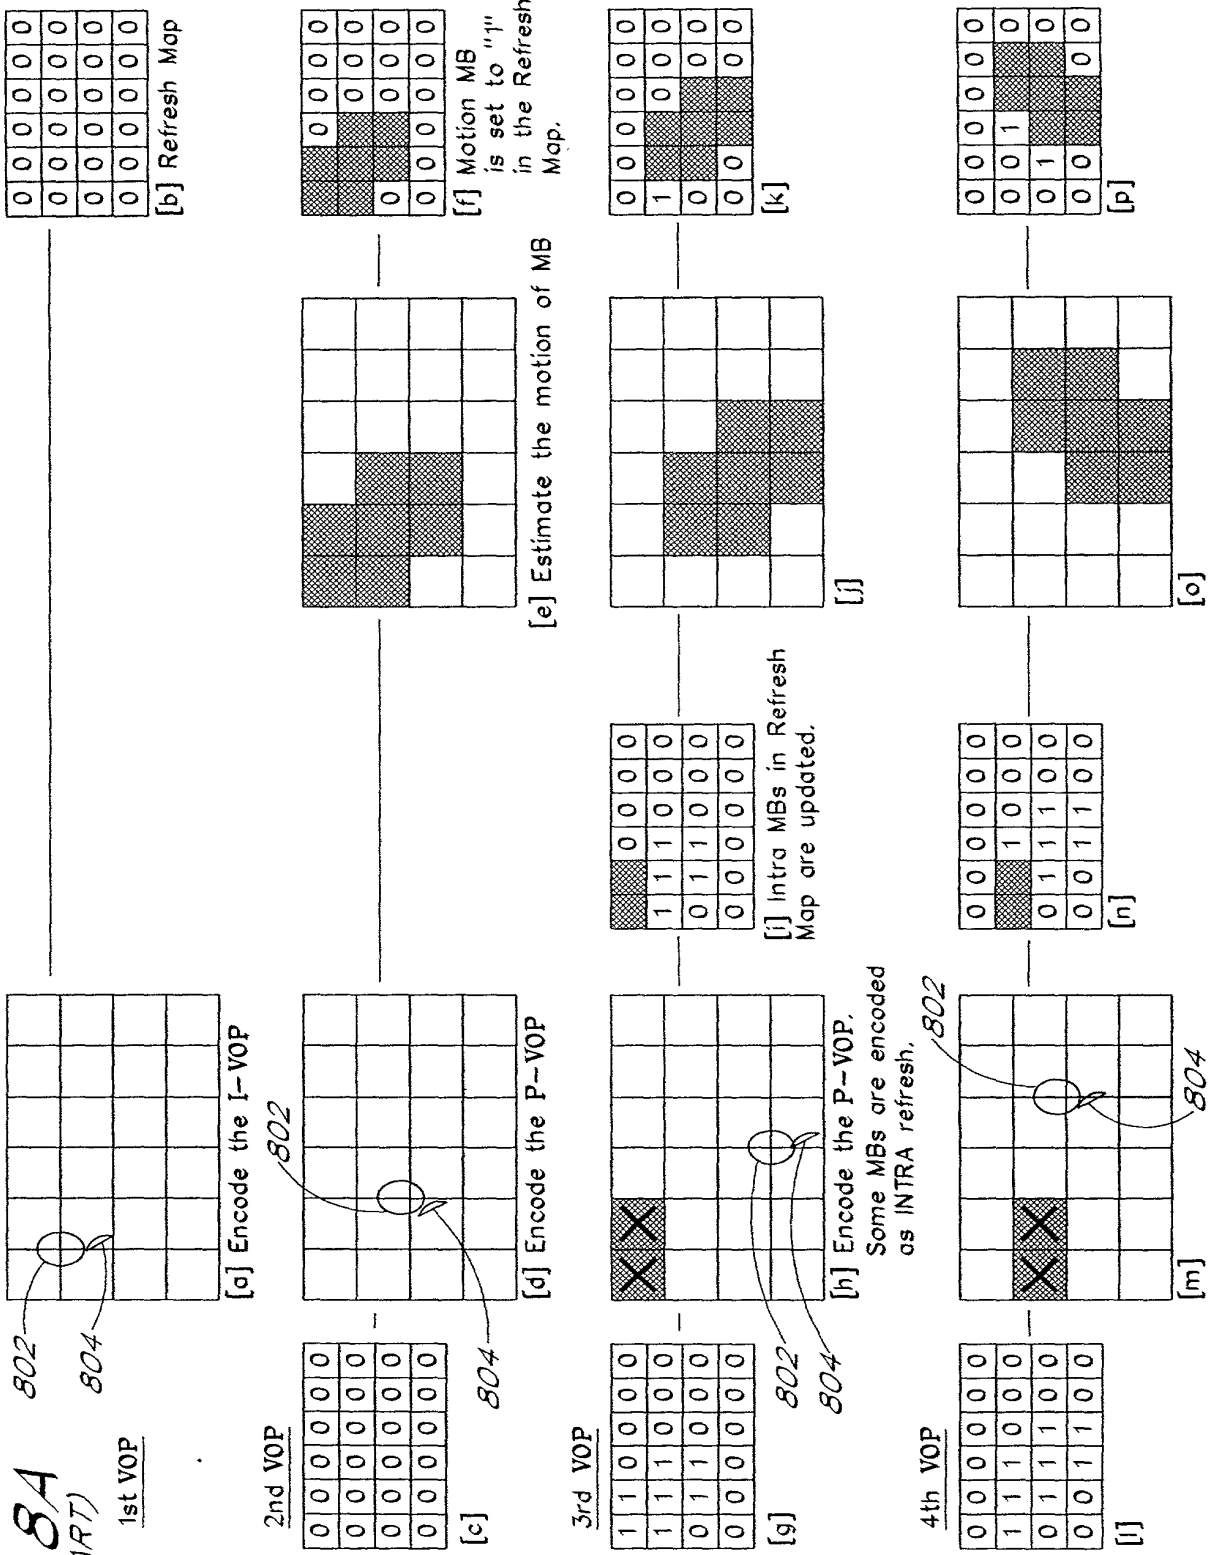 8A
ART)
1st VOP
802
804
[a] Encode the I-VOP
0 0 0 0 0 0
0 0 0 0 0 0
0 0 0 0 0 0
0 0 0 0 0 0
[b] Refresh Map
2nd VOP
0 0 0 0 0 0
0 0 0 0 0 0
0 0 0 0 0 0
0 0 0 0 0 0
[c]
802
804
[d] Encode the P-VOP
[e] Estimate the motion of MB
0 0 0 0
0 0 0
0 0 0 0
0 0 0 0 0 0
[f] Motion MB
is set to "1"
in the Refresh
Map.
3rd VOP
1 1 0 0 0 0
1 1 1 0 0 0
0 1 1 0 0 0
0 0 0 0 0 0
[g]
802
804
[h] Encode the P-VOP.
Some MBs are encoded
as INTRA refresh.
0 0 0 0
1 1 1 0 0 0
0 1 1 0 0 0
0 0 0 0 0 0
[i] Intra MBs in Refresh
Map are updated.
[j]
0 0 0 0 0 0
1 0 0 0
0 0 0
0 0 0 0
[k]
4th VOP
0 0 0 0 0 0
1 1 1 0 0 0
0 1 1 1 0 0
0 0 1 1 0 0
[l]
802
804
[m]
0 0 0 0 0 0
1 0 0 0
0 1 1 1 0 0
0 0 1 1 0 0
[n]
[o]
0 0 0 0 0 0
0 0 1 0
0 1 0
0 0 0 0
[p]